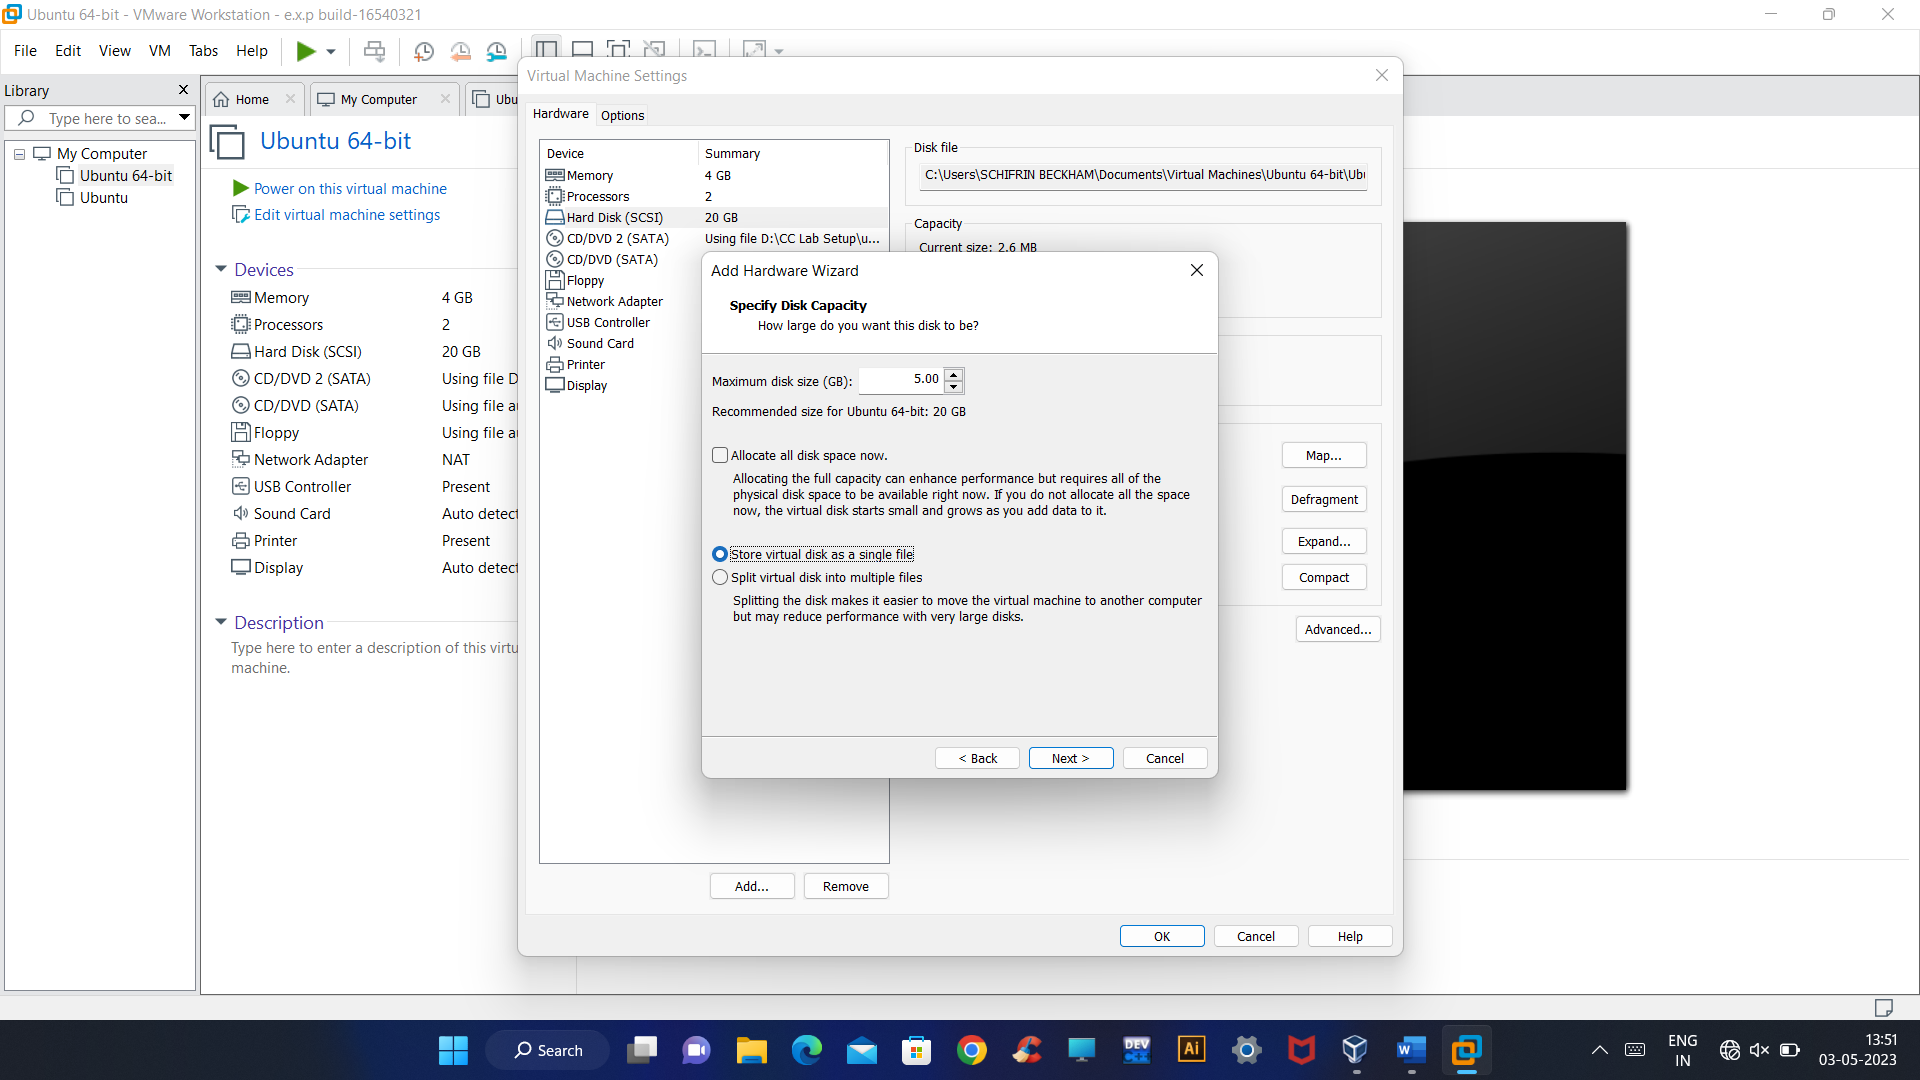 Ubuntu 64-bit - VMware Workstation - e.x.p build-16540321
File Edit View VM Tabs Help
Library
Type here to sea...
My Computer
Ubuntu 64-bit
Ubuntu
Home
My Computer
Ubu
Ubuntu 64-bit
Power on this virtual machine
Edit virtual machine settings
Devices
Memory 4 GB
Processors 2
Hard Disk (SCSI) 20 GB
CD/DVD 2 (SATA) Using file D
CD/DVD (SATA) Using file a
Floppy Using file a
Network Adapter NAT
USB Controller Present
Sound Card Auto detect
Printer Present
Display Auto detect
Description
Type here to enter a description of this virtu
machine.
Virtual Machine Settings
Hardware Options
Device Summary
Memory 4 GB
Processors 2
Hard Disk (SCSI) 20 GB
CD/DVD 2 (SATA) Using file D:\CC Lab Setup\u...
CD/DVD (SATA)
Floppy
Network Adapter
USB Controller
Sound Card
Printer
Display
Add... Remove
Disk file
C:\Users\SCHIFRIN BECKHAM\Documents\Virtual Machines\Ubuntu 64-bit\Ub
Capacity
Current size: 2.6 MB
Map...
Defragment
Expand...
Compact
Advanced...
OK Cancel Help
Add Hardware Wizard
Specify Disk Capacity
How large do you want this disk to be?
Maximum disk size (GB): 5.00
Recommended size for Ubuntu 64-bit: 20 GB
Allocate all disk space now.
Allocating the full capacity can enhance performance but requires all of the
physical disk space to be available right now. If you do not allocate all the space
now, the virtual disk starts small and grows as you add data to it.
Store virtual disk as a single file
Split virtual disk into multiple files
Splitting the disk makes it easier to move the virtual machine to another computer
but may reduce performance with very large disks.
< Back Next > Cancel
Search
DEV
C++
Ai
W
ENG
IN
13:51
03-05-2023